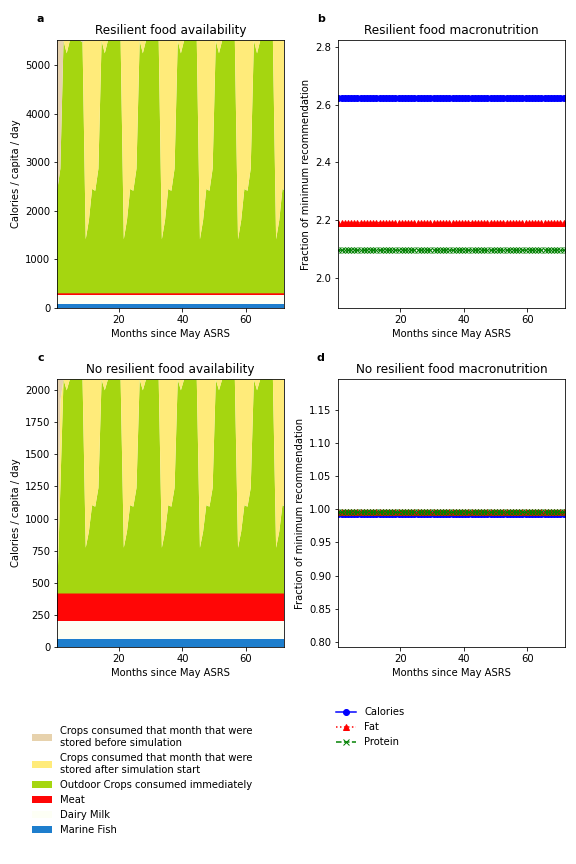 a
Resilient food availability
Calories / capita / day
5000
4000
3000
2000
1000
0
20 40 60
Months since May ASRS
b
Resilient food macronutrition
Fraction of minimum recommendation
2.8
2.6
2.4
2.2
2.0
20 40 60
Months since May ASRS
c
No resilient food availability
Calories / capita / day
2000
1750
1500
1250
1000
750
500
250
0
20 40 60
Months since May ASRS
d
No resilient food macronutrition
Fraction of minimum recommendation
1.15
1.10
1.05
1.00
0.95
0.90
0.85
0.80
20 40 60
Months since May ASRS
Crops consumed that month that were
stored before simulation
Crops consumed that month that were
stored after simulation start
Outdoor Crops consumed immediately
Meat
Dairy Milk
Marine Fish
Calories
Fat
Protein